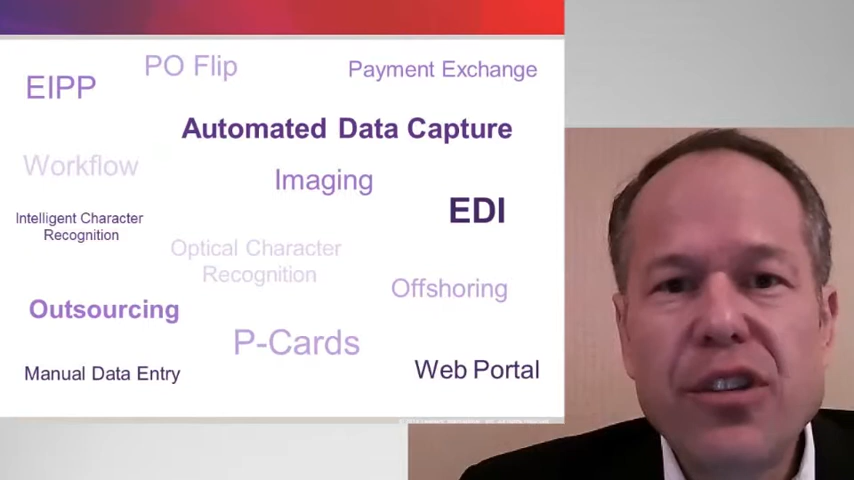 PO Flip
Payment Exchange
EIPP
Automated Data Capture
Workflow
Imaging
EDI
Intelligent Character
Recognition
Optical Character
Recognition
Offshoring
Outsourcing
P-Cards
Manual Data Entry
Web Portal